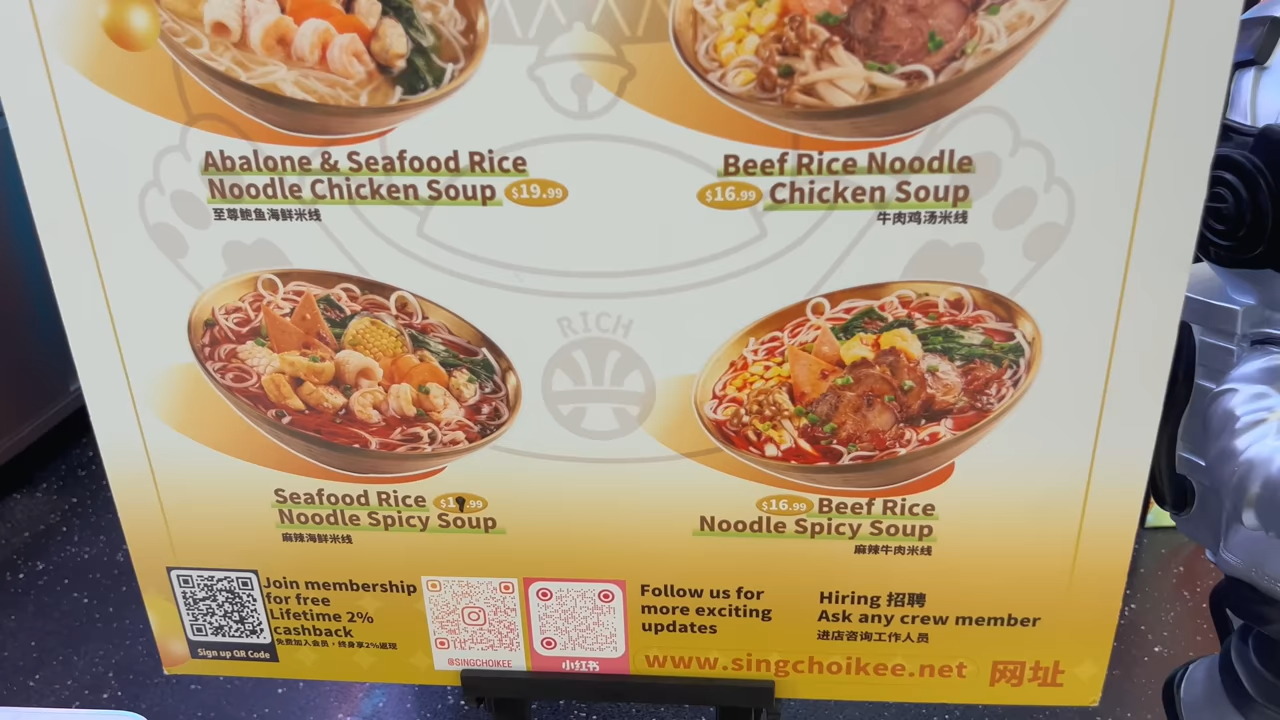 Abalone & Seafood Rice
Noodle Chicken Soup $19.99
至尊鲍鱼海鲜米线
Beef Rice Noodle
$16.99 Chicken Soup
牛肉鸡汤米线
RICH
Seafood Rice
Noodle Spicy Soup
麻辣海鲜米线
$16.99 Beef Rice
Noodle Spicy Soup
麻辣牛肉米线
Join membership
for free
Lifetime 2%
cashback
免费加入会员，终身享2%返现
Sign up QR Code
@SINGCHOIKEE
小红书
Follow us for
more exciting
updates
Hiring 招聘
Ask any crew member
进店咨询工作人员
www.singchoikee.net 网址